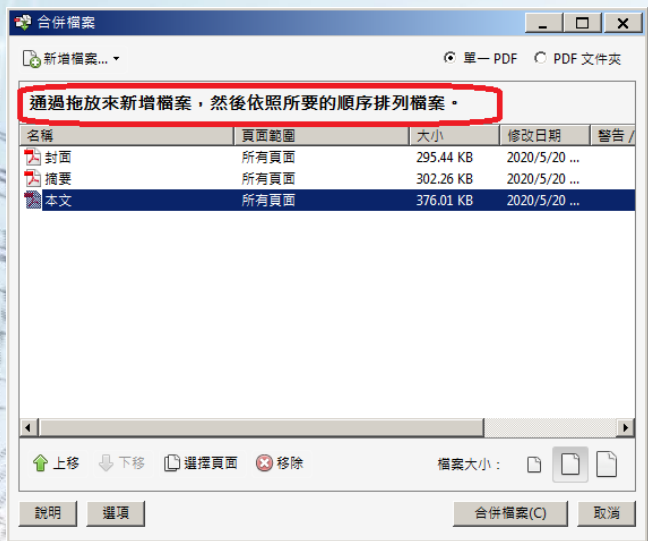 合併檔案
新增檔案... 單一 PDF PDF 文件夾
通過拖放來新增檔案，然後依照所要的順序排列檔案。
名稱 頁面範圍 大小 修改日期 警告 /
封面 所有頁面 295.44 KB 2020/5/20 ...
摘要 所有頁面 302.26 KB 2020/5/20 ...
本文 所有頁面 376.01 KB 2020/5/20 ...
上移 下移 選擇頁面 移除 檔案大小：
說明 選項 合併檔案(C) 取消